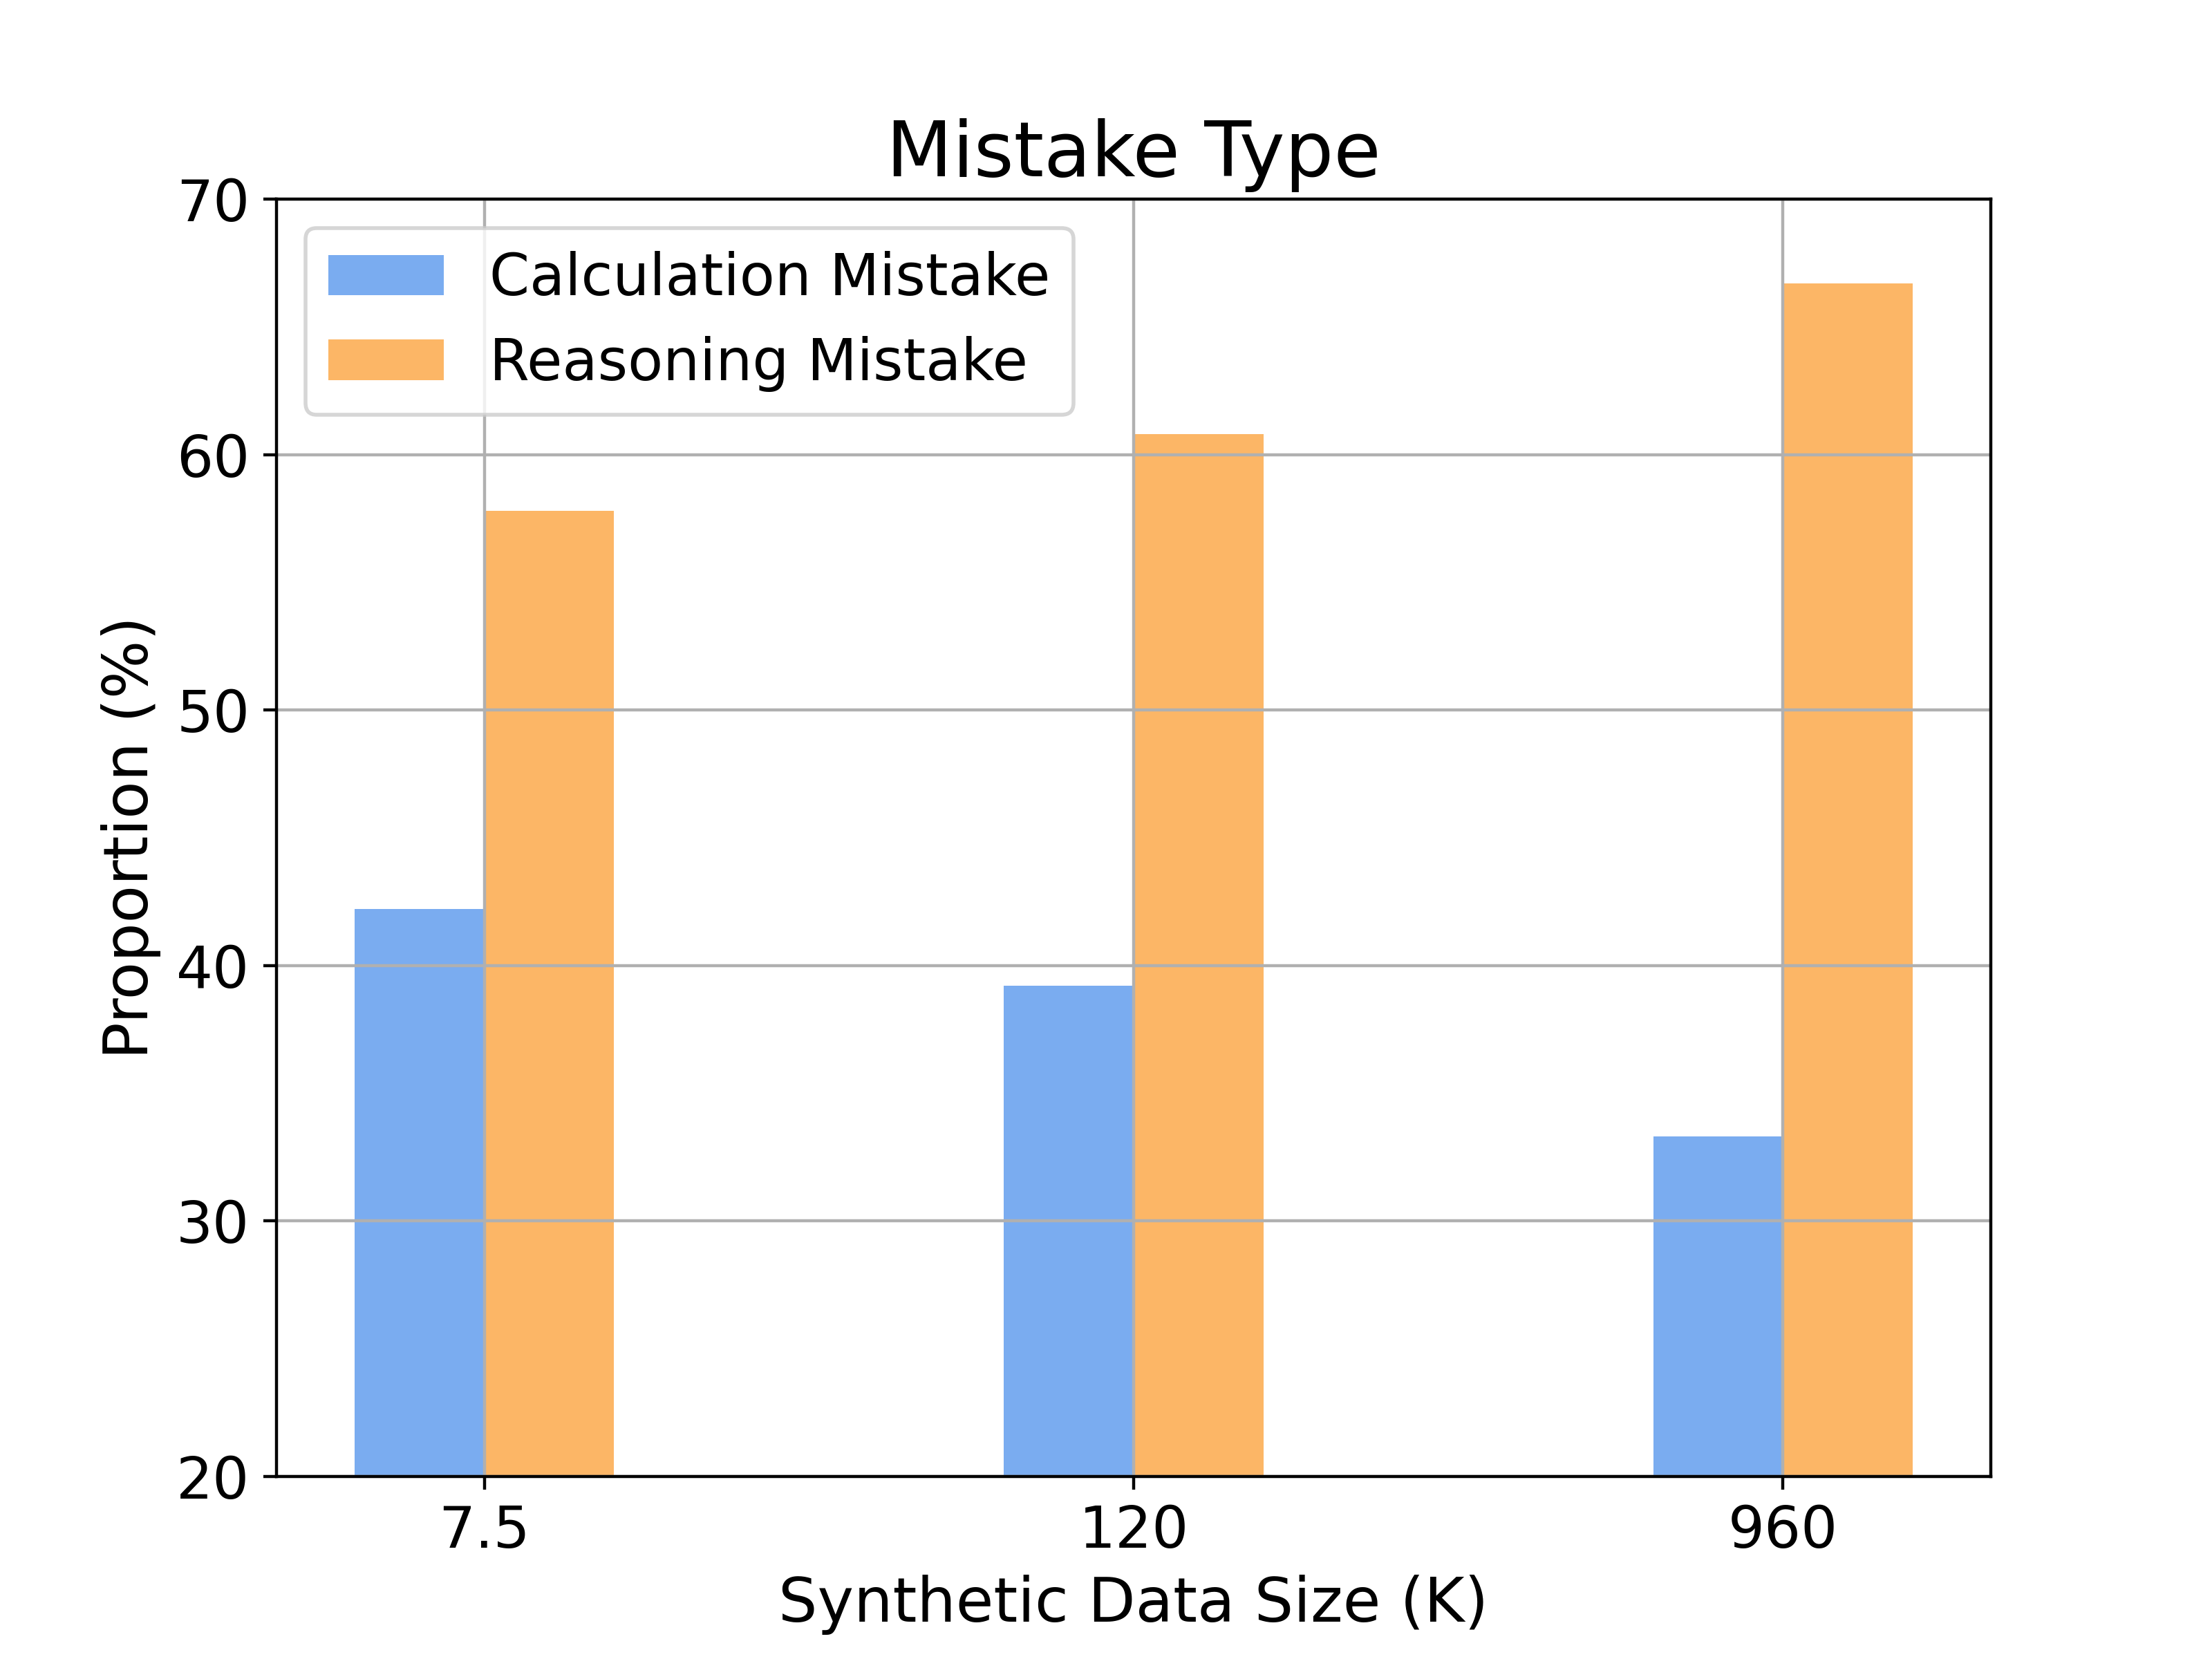 Mistake Type
70
Calculation Mistake
Reasoning Mistake
60
50
40
30
20
Proportion (%)
7.5 120 960
Synthetic Data Size (K)